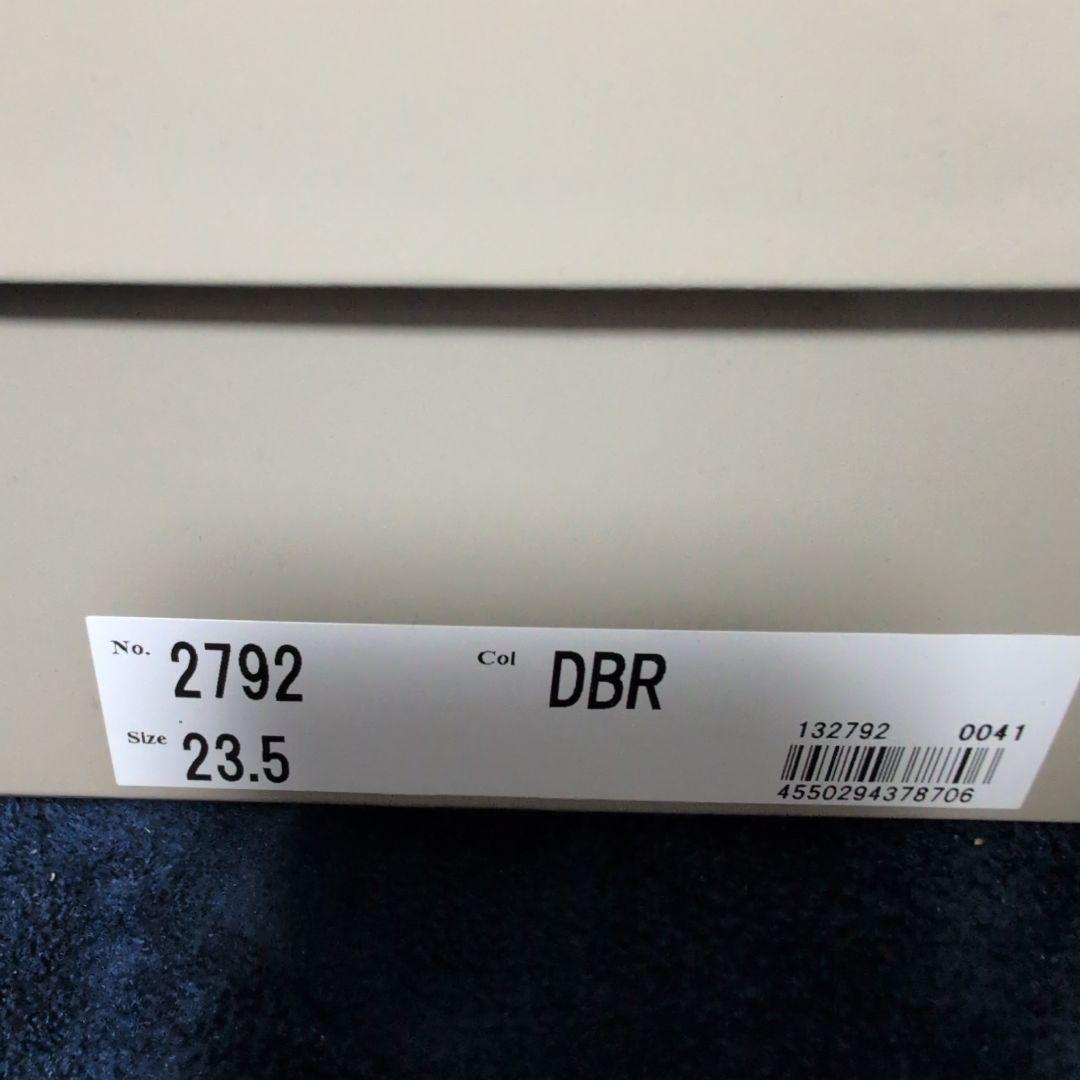 No. 2792 Col DBR
Size 23.5
132792 0041
4550294378706